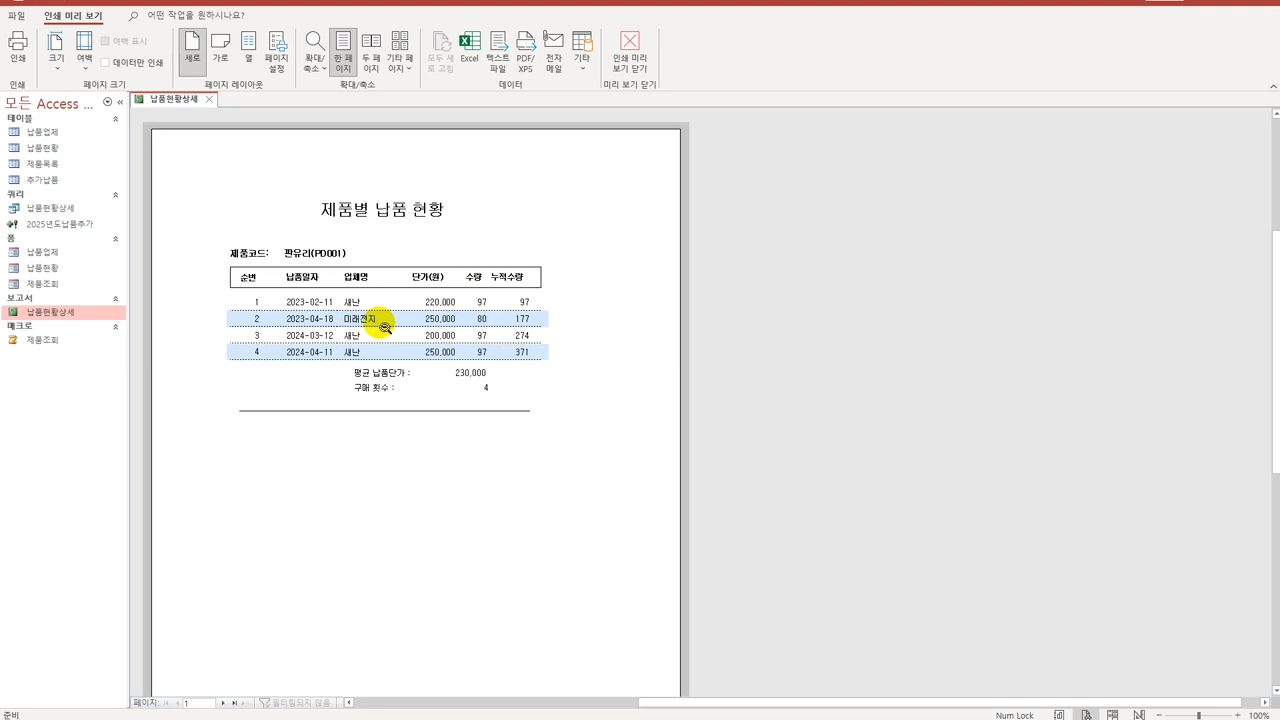 파일 인쇄 미리 보기 어떤 작업을 원하시나요?
인쇄 크기 여백 여백 표시 데이터만 인쇄 세로 가로 열 페이지 설정 확대/축소 한 페이지 두 페이지 기타 페이지 모두 새로 고침 Excel 텍스트 파일 PDF/XPS 전자 메일 기타 인쇄 미리 보기 닫기
인쇄 페이지 크기 페이지 레이아웃 확대/축소 데이터 미리 보기 닫기
모든 Access ...
납품현황상세
테이블
납품업체
납품현황
제품목록
추가납품
쿼리
납품현황상세
2025년도납품추가
폼
납품업체
납품현황
제품조회
보고서
납품현황상세
매크로
제품조회
제품별 납품 현황
제품코드: 판유리(PD001)
순번 납품일자 업체명 단가(원) 수량 누적수량
1 2023-02-11 새난 220,000 97 97
2 2023-04-18 미래전지 250,000 80 177
3 2024-03-12 새난 200,000 97 274
4 2024-04-11 새난 250,000 97 371
평균 납품단가 : 230,000
구매 횟수 : 4
페이지: 1 필터링되지 않음
준비 Num Lock 100%